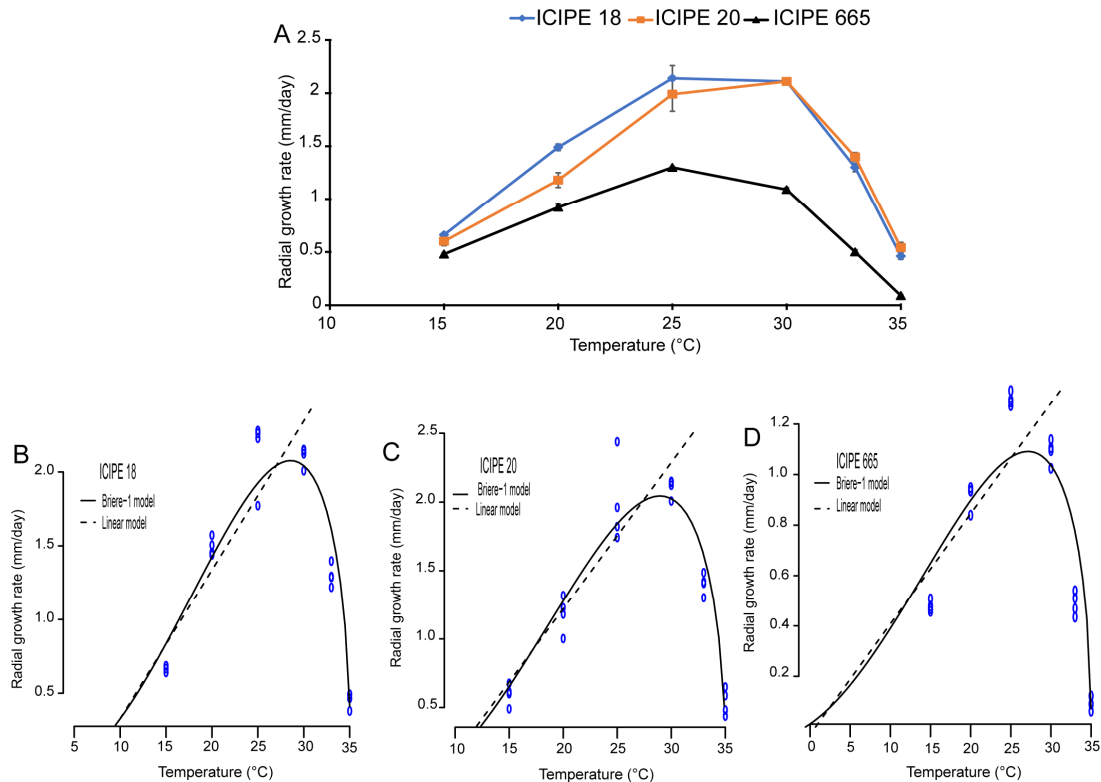 ICIPE 18 ICIPE 20 ICIPE 665
A
Radial growth rate (mm/day)
2.5
2
1.5
1
0.5
0
10 15 20 25 30 35
Temperature (°C)
B
ICIPE 18
Briere-1 model
Linear model
Radial growth rate (mm/day)
2.0
1.5
1.0
0.5
5 10 15 20 25 30 35
Temperature (°C)
C
ICIPE 20
Briere-1 model
Linear model
Radial growth rate (mm/day)
2.5
2.0
1.5
1.0
0.5
10 15 20 25 30 35
Temperature (°C)
D
ICIPE 665
Briere-1 model
Linear model
Radial growth rate (mm/day)
1.2
1.0
0.8
0.6
0.4
0.2
0 5 10 15 20 25 30 35
Temperature (°C)